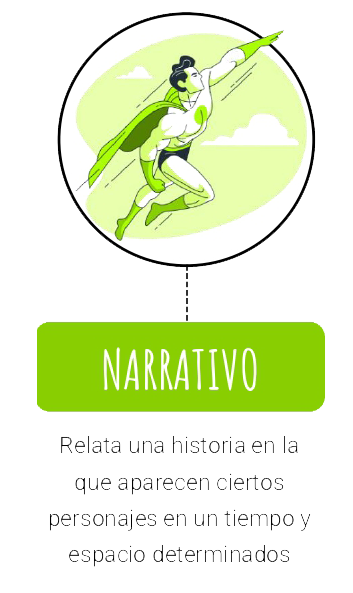 NARRATIVO
Relata una historia en la
que aparecen ciertos
personajes en un tiempo y
espacio determinados